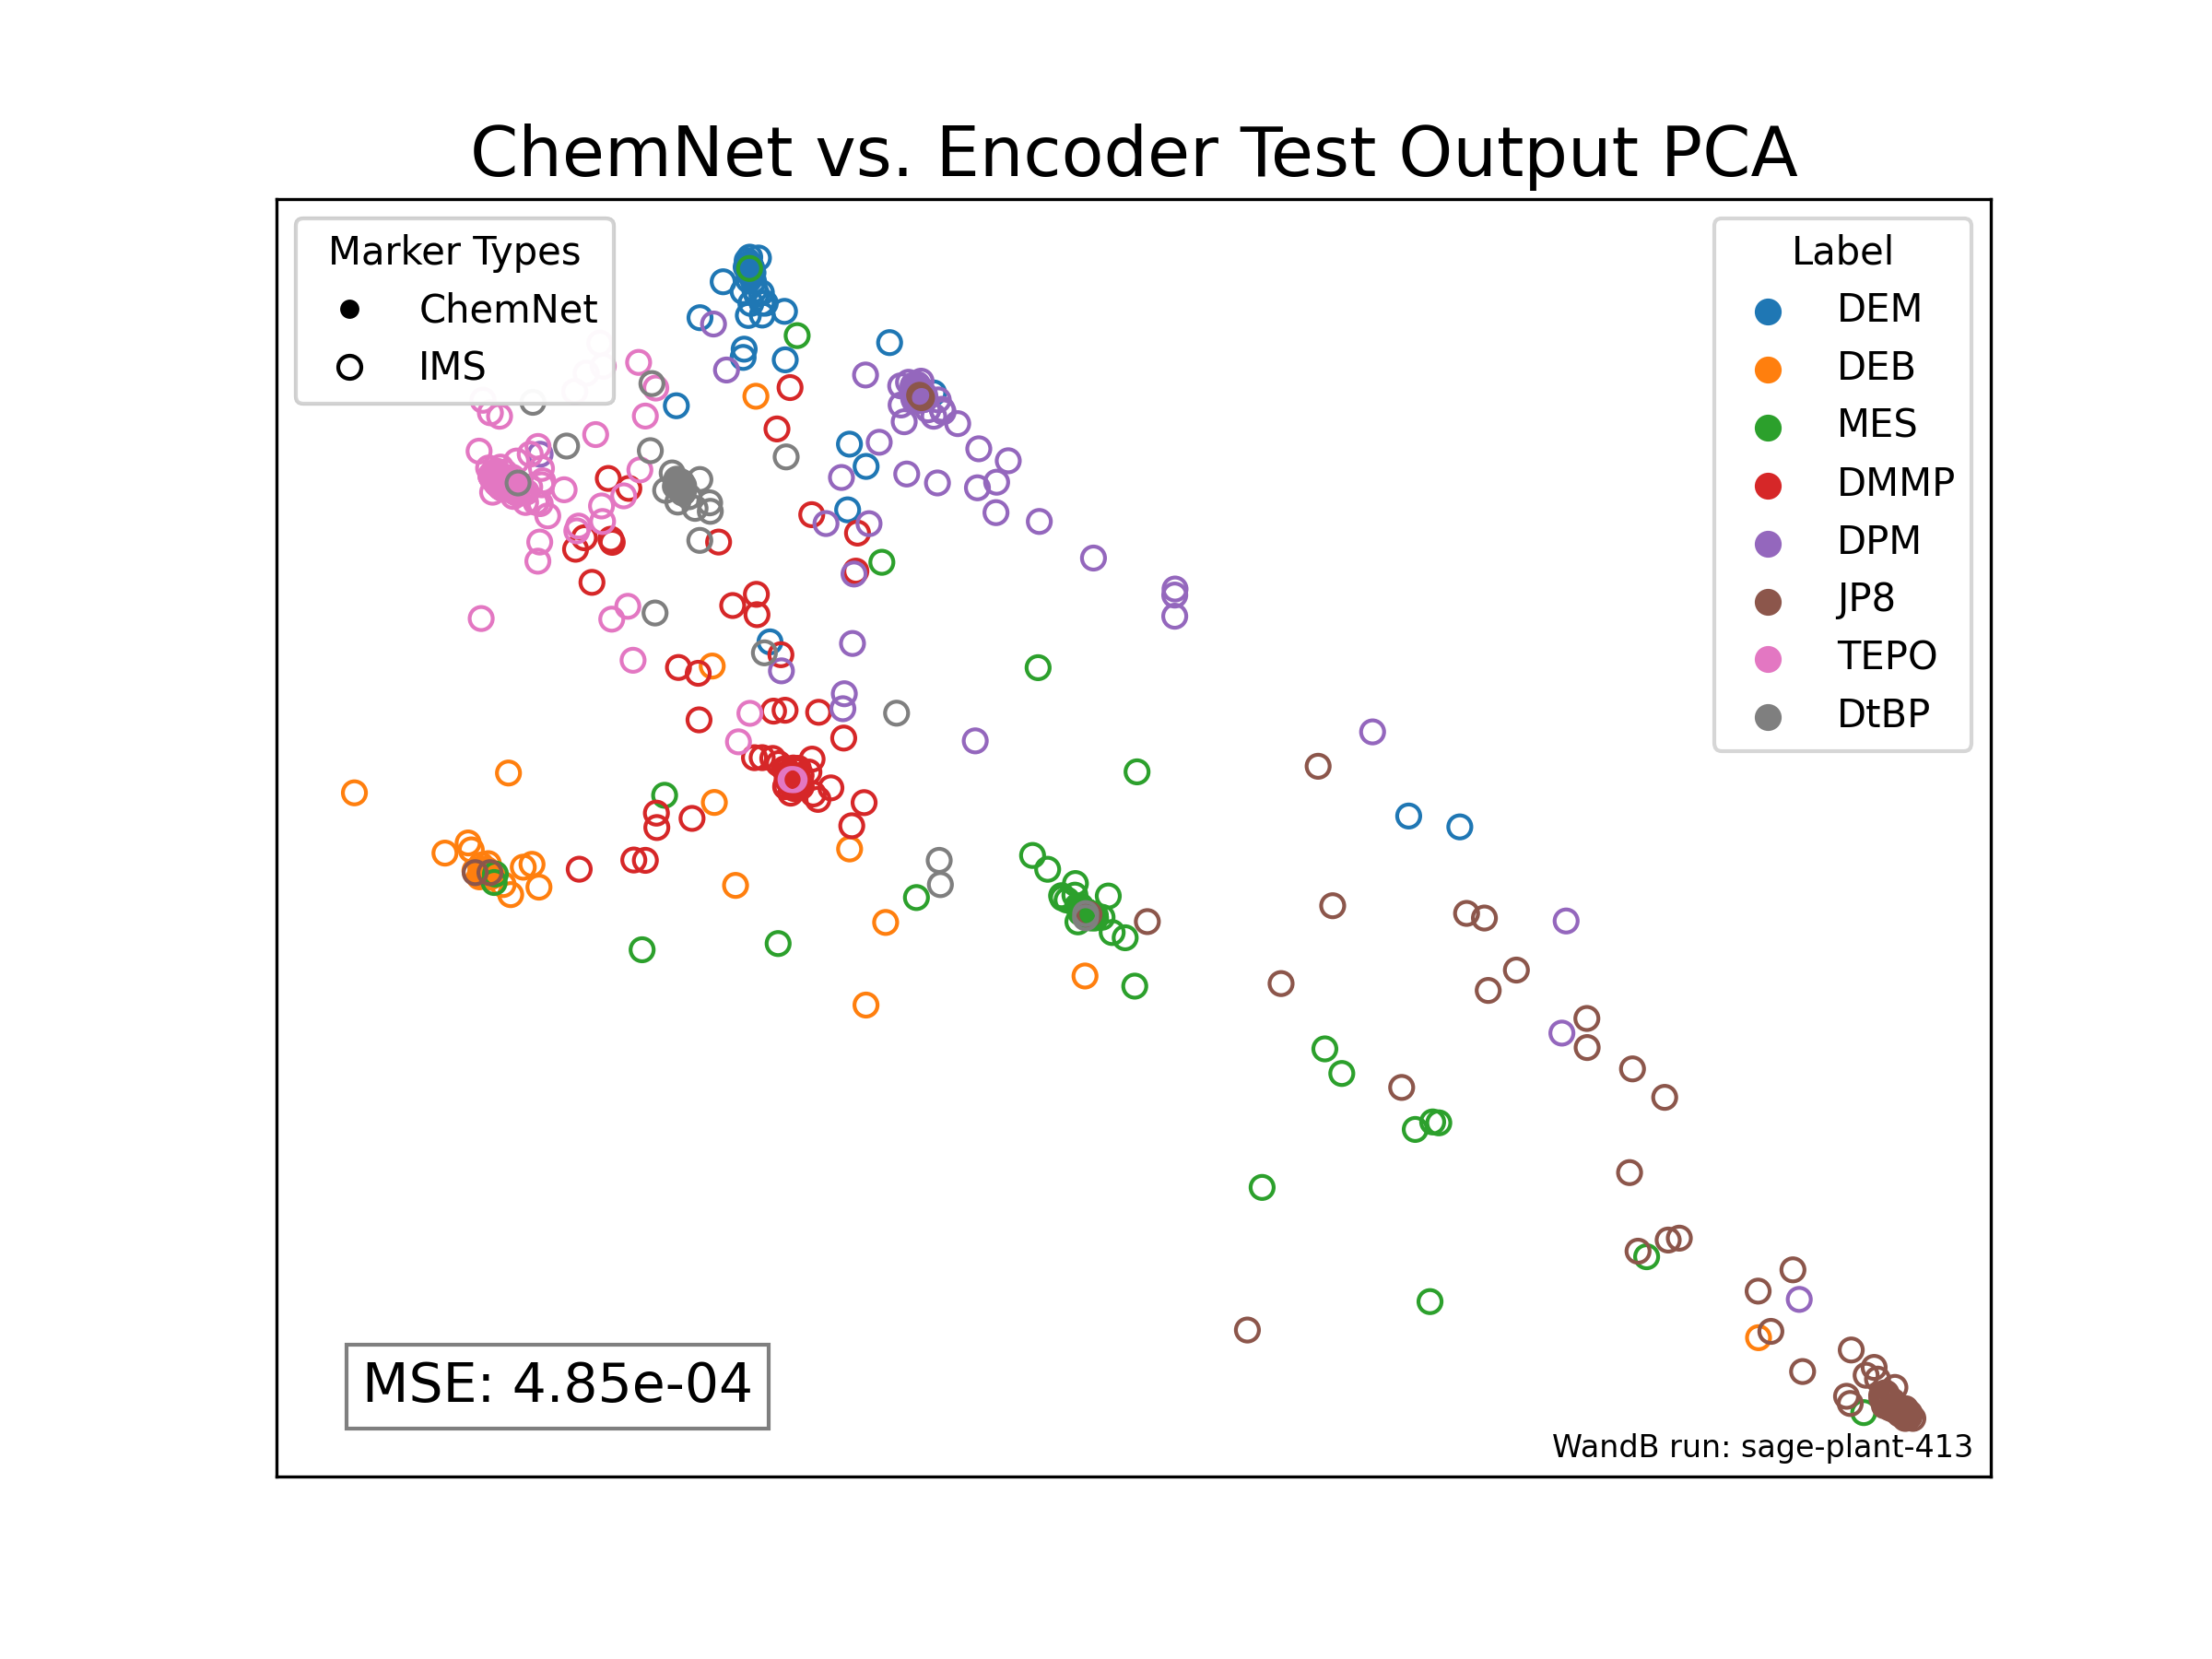 ChemNet vs. Encoder Test Output PCA
Marker Types
ChemNet
IMS
Label
DEM
DEB
MES
DMMP
DPM
JP8
TEPO
DtBP
MSE: 4.85e-04
WandB run: sage-plant-413